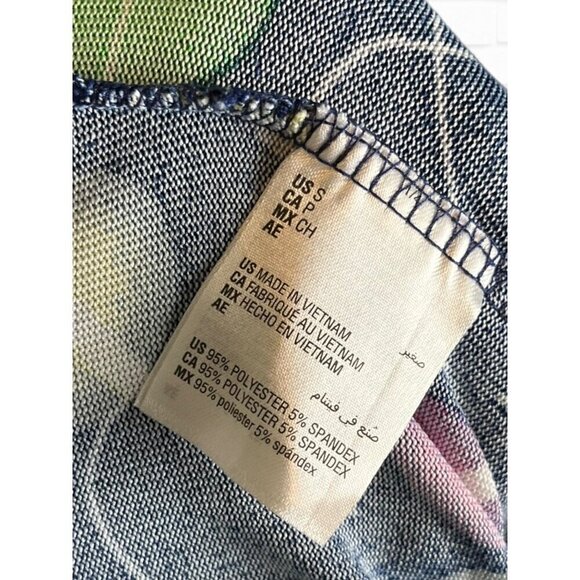 US S
CA P
MX CH
AE صغير
US MADE IN VIETNAM
CA FABRIQUÉ AU VIETNAM
MX HECHO EN VIETNAM
AE صنع في فيتنام
US 95% POLYESTER 5% SPANDEX
CA 95% POLYESTER 5% SPANDEX
MX 95% poliester 5% spándex